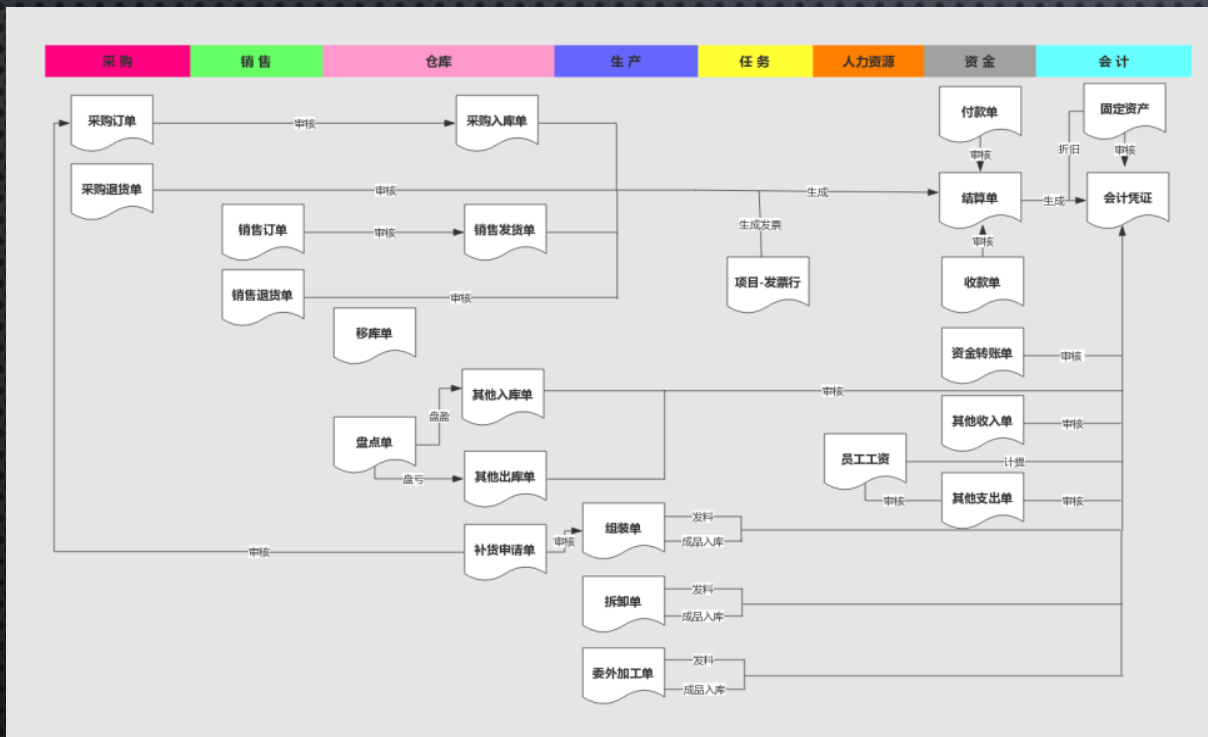 采购
销售
仓库
生产
任务
人力资源
资金
会计
采购订单
审核
采购入库单
付款单
审核
固定资产
折旧
审核
采购退货单
审核
生成
结算单
生成
会计凭证
销售订单
审核
销售发货单
生成发票
审核
销售退货单
审核
项目-发票行
收款单
移库单
资金转账单
审核
其他入库单
审核
盘盈
盘点单
盘亏
其他出库单
其他收入单
审核
员工工资
计提
审核
其他支出单
审核
补货申请单
审核
审核
组装单
发料
成品入库
拆卸单
发料
成品入库
委外加工单
发料
成品入库